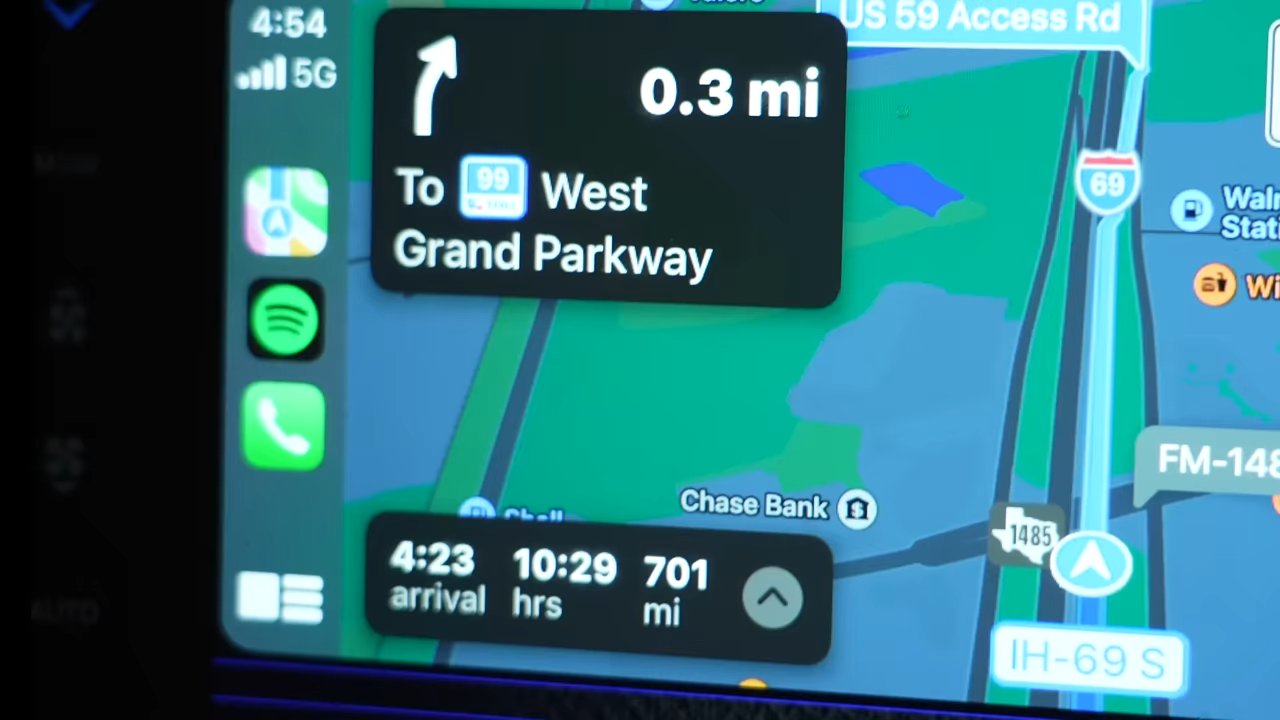 4:54
5G
0.3 mi
To 99 West
Grand Parkway
US 59 Access Rd
69
Chase Bank
FM-148
1485
4:23 10:29 701
arrival hrs mi
IH-69 S
AUTO